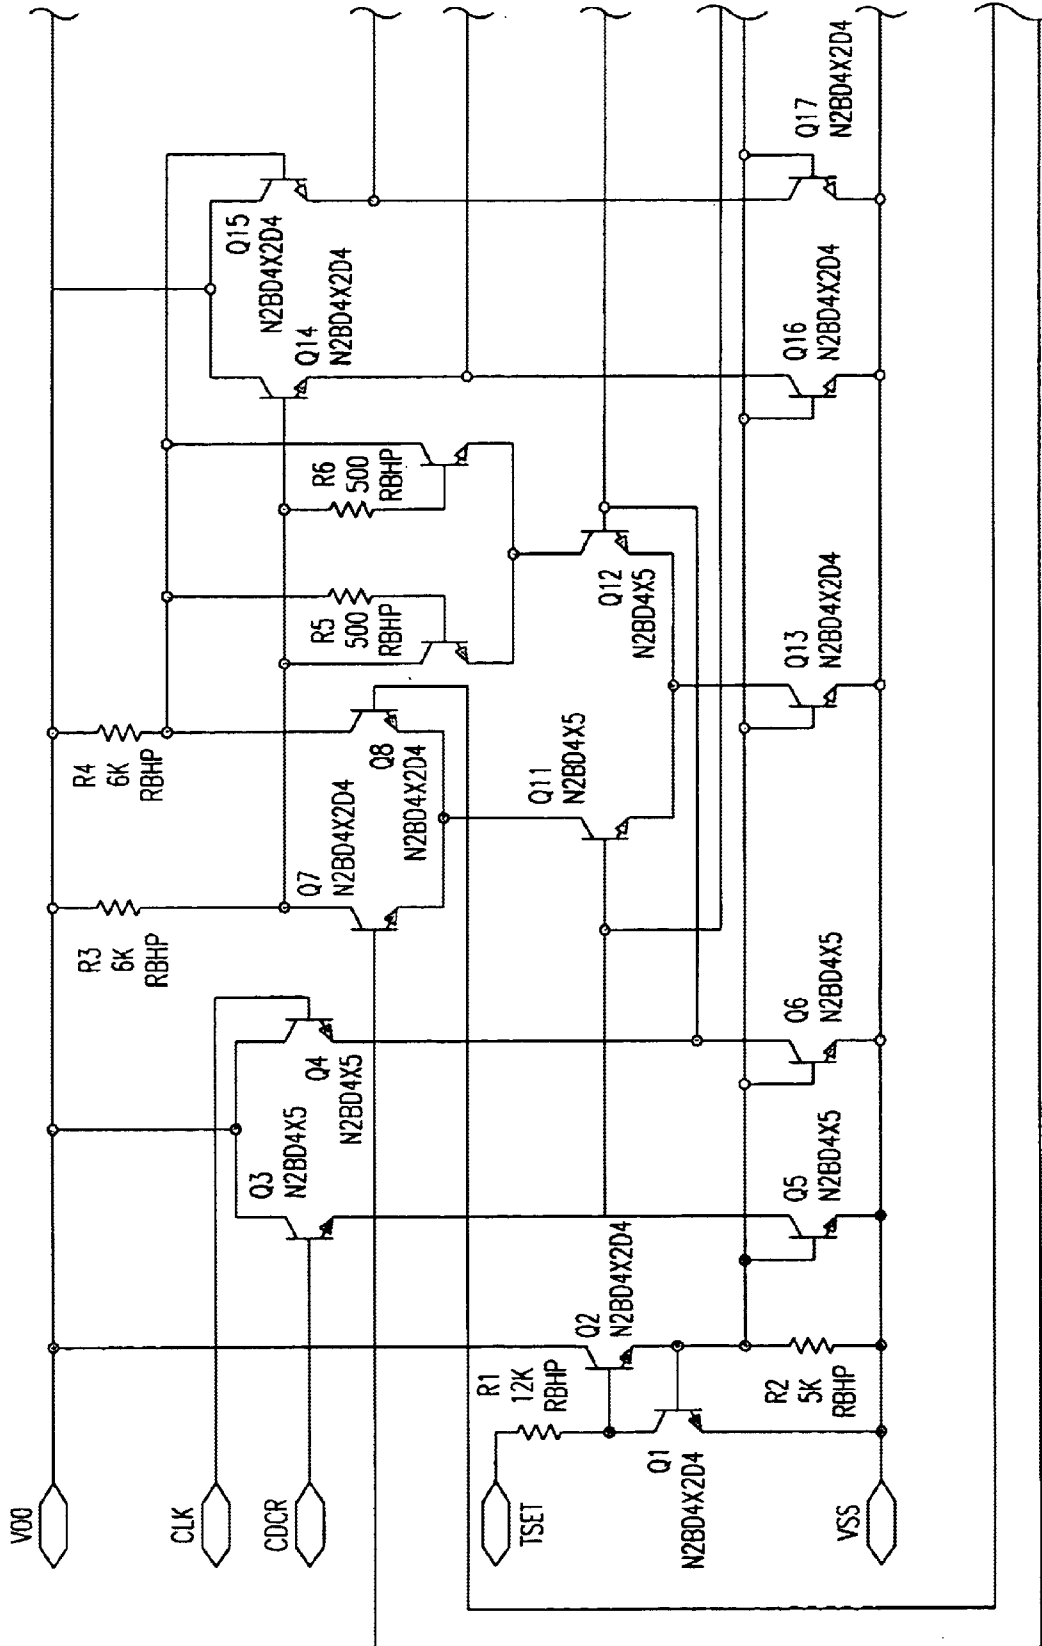 VDD
CLK
CDCR
TSET
VSS
R1
12K
RBHP
Q1
N2BD4X2D4
Q2
N2BD4X2D4
R2
5K
RBHP
Q3
N2BD4X5
Q4
N2BD4X5
Q5
N2BD4X5
Q6
N2BD4X5
R3
6K
RBHP
R4
6K
RBHP
Q7
N2BD4X2D4
Q8
N2BD4X2D4
Q11
N2BD4X5
Q12
N2BD4X5
Q13
N2BD4X2D4
R5
500
RBHP
R6
500
RBHP
Q14
N2BD4X2D4
Q15
N2BD4X2D4
Q16
N2BD4X2D4
Q17
N2BD4X2D4